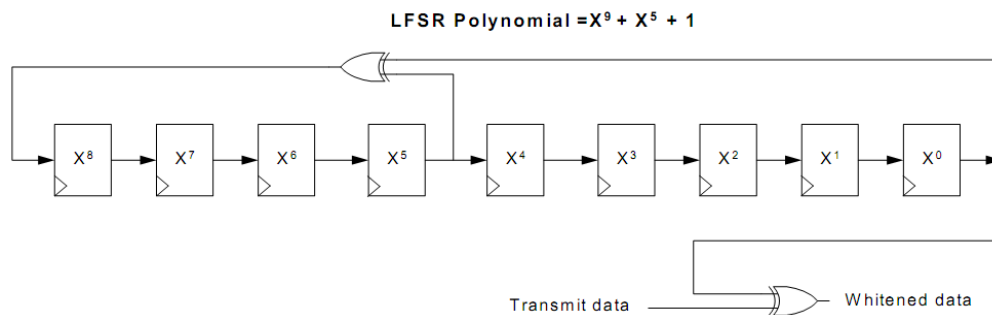 LFSR Polynomial =X⁹ + X⁵ + 1
X⁸ X⁷ X⁶ X⁵ X⁴ X³ X² X¹ X⁰
Transmit data
Whitened data